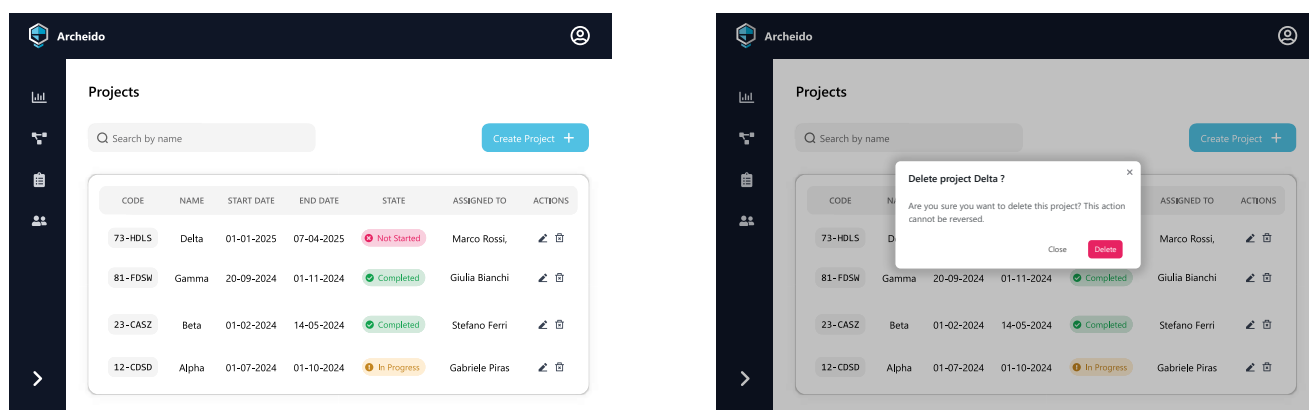 Archeido
Projects
Search by name
Create Project +
CODE NAME START DATE END DATE STATE ASSIGNED TO ACTIONS
73-HDLS Delta 01-01-2025 07-04-2025 Not Started Marco Rossi,
81-FDSW Gamma 20-09-2024 01-11-2024 Completed Giulia Bianchi
23-CASZ Beta 01-02-2024 14-05-2024 Completed Stefano Ferri
12-CDSD Alpha 01-07-2024 01-10-2024 In Progress Gabriele Piras
Archeido
Projects
Search by name
Create Project +
Delete project Delta ?
Are you sure you want to delete this project? This action
cannot be reversed.
Close Delete
CODE ASSIGNED TO ACTIONS
73-HDLS Marco Rossi,
81-FDSW Gamma 20-09-2024 01-11-2024 Completed Giulia Bianchi
23-CASZ Beta 01-02-2024 14-05-2024 Completed Stefano Ferri
12-CDSD Alpha 01-07-2024 01-10-2024 In Progress Gabriele Piras